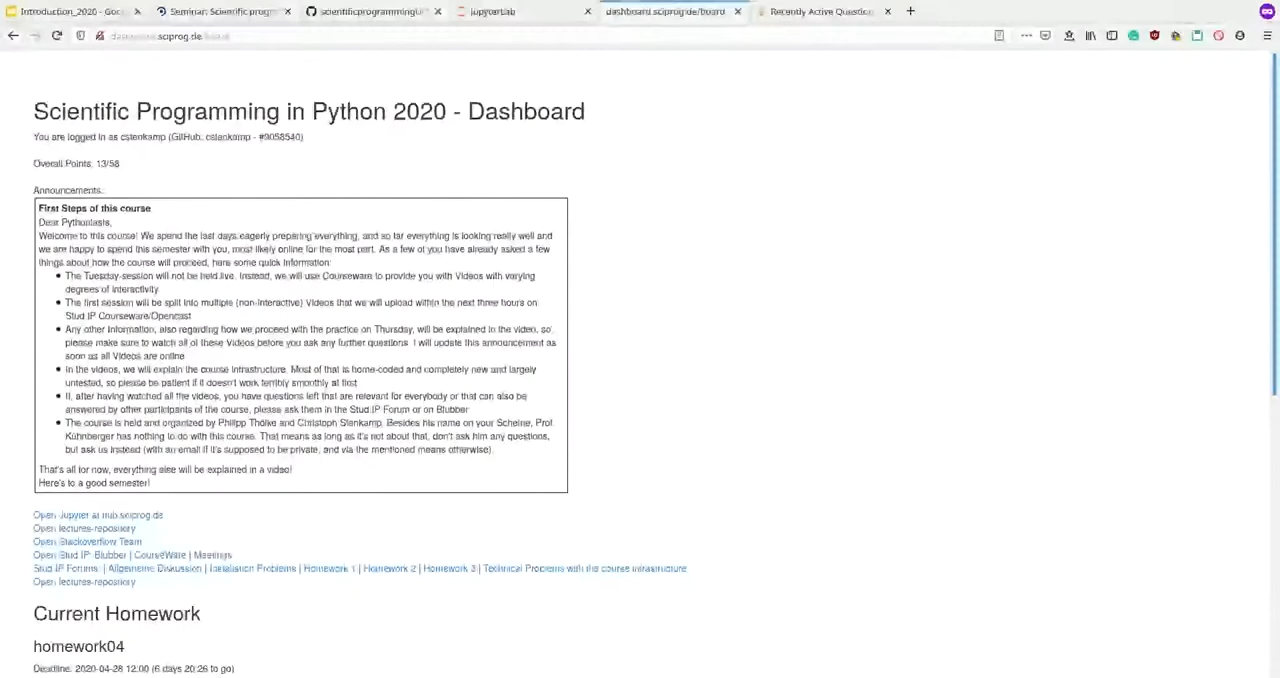 Introduction_2020 - Goo
Seminar: Scientific progr
scientificprogrammingU
JupyterLab
dashboard.sciprog.de/board
Recently Active Questio
dashboard.sciprog.de/board
Scientific Programming in Python 2020 - Dashboard
You are logged in as cstenkamp (GitHub: cstenkamp - #9058540)
Overall Points: 13/58
Announcements:
First Steps of this course
Dear Pythontists,
Welcome to this course! We spend the last days eagerly preparing everything, and so far everything is looking really well and
we are happy to spend this semester with you, most likely online for the most part. As a few of you have already asked a few
things about how the course will proceed, here some quick information:
• The Tuesday-session will not be held live. Instead, we will use Courseware to provide you with Videos with varying
degrees of interactivity
• The first session will be split into multiple (non-interactive) Videos that we will upload within the next three hours on
Stud IP Courseware/Opencast
• Any other information, also regarding how we proceed with the practice on Thursday, will be explained in the video, so
please make sure to watch all of these Videos before you ask any further questions. I will update this announcement as
soon as all Videos are online
• In the videos, we will explain the course infrastructure. Most of that is home-coded and completely new and largely
untested, so please be patient if it doesn't work terribly smoothly at first
• If, after having watched all the videos, you have questions left that are relevant for everybody or that can also be
answered by other participants of the course, please ask them in the Stud.IP Forum or on Blubber
• The course is held and organized by Philipp Thölke and Christoph Stenkamp. Besides his name on your Scheine, Prof.
Kühnberger has nothing to do with this course. That means as long as it's not about that, don't ask him any questions,
but ask us instead (with an email if it's supposed to be private, and via the mentioned means otherwise).
That's all for now, everything else will be explained in a video!
Here's to a good semester!
Open Jupyter at hub.sciprog.de
Open lectures-repository
Open Stackoverflow Team
Open Stud IP: Blubber | CourseWare | Meetings
Stud IP Forums: | Allgemeine Discussion | Installation Problems | Homework 1 | Homework 2 | Homework 3 | Technical Problems with the course infrastructure
Open lectures-repository
Current Homework
homework04
Deadline: 2020-04-28 12:00 (6 days 20:26 to go)